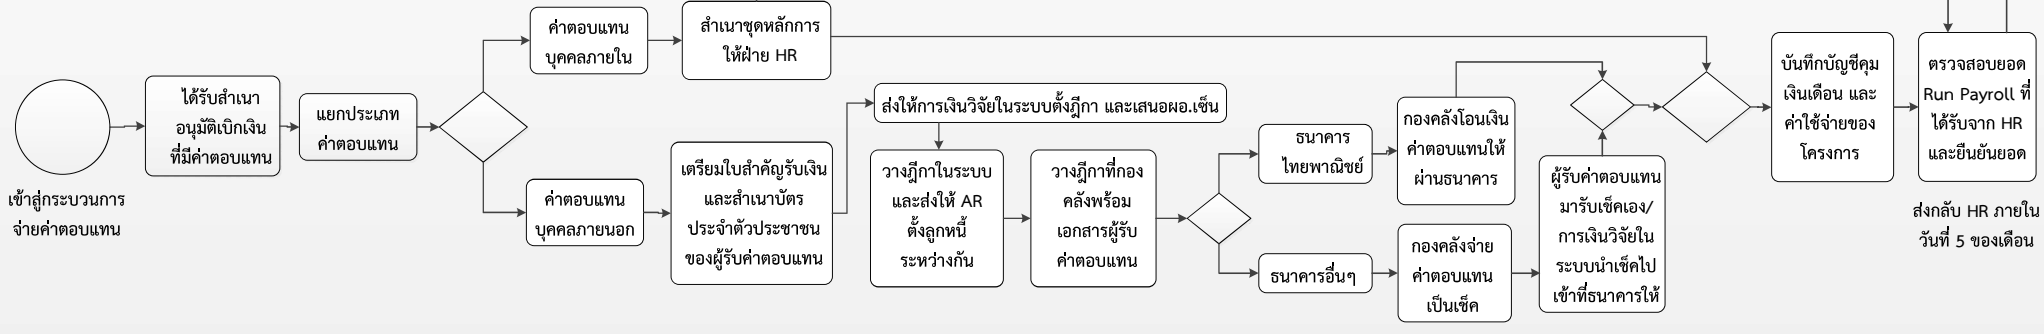 เข้าสู่กระบวนการ
จ่ายค่าตอบแทน
ได้รับสำเนา
อนุมัติเบิกเงิน
ที่มีค่าตอบแทน
แยกประเภท
ค่าตอบแทน
ค่าตอบแทน
บุคคลภายใน
สำเนาชุดหลักการ
ให้ฝ่าย HR
ค่าตอบแทน
บุคคลภายนอก
เตรียมใบสำคัญรับเงิน
และสำเนาบัตร
ประจำตัวประชาชน
ของผู้รับค่าตอบแทน
ส่งให้การเงินวิจัยในระบบตั้งฎีกา และเสนอผอ.เซ็น
วางฎีกาในระบบ
และส่งให้ AR
ตั้งลูกหนี้
ระหว่างกัน
วางฎีกาที่กอง
คลังพร้อม
เอกสารผู้รับ
ค่าตอบแทน
ธนาคาร
ไทยพาณิชย์
ธนาคารอื่นๆ
กองคลังโอนเงิน
ค่าตอบแทนให้
ผ่านธนาคาร
กองคลังจ่าย
ค่าตอบแทน
เป็นเช็ค
ผู้รับค่าตอบแทน
มารับเช็คเอง/
การเงินวิจัยใน
ระบบนำเช็คไป
เข้าที่ธนาคารให้
บันทึกบัญชีคุม
เงินเดือน และ
ค่าใช้จ่ายของ
โครงการ
ตรวจสอบยอด
Run Payroll ที่
ได้รับจาก HR
และยืนยันยอด
ส่งกลับ HR ภายใน
วันที่ 5 ของเดือน